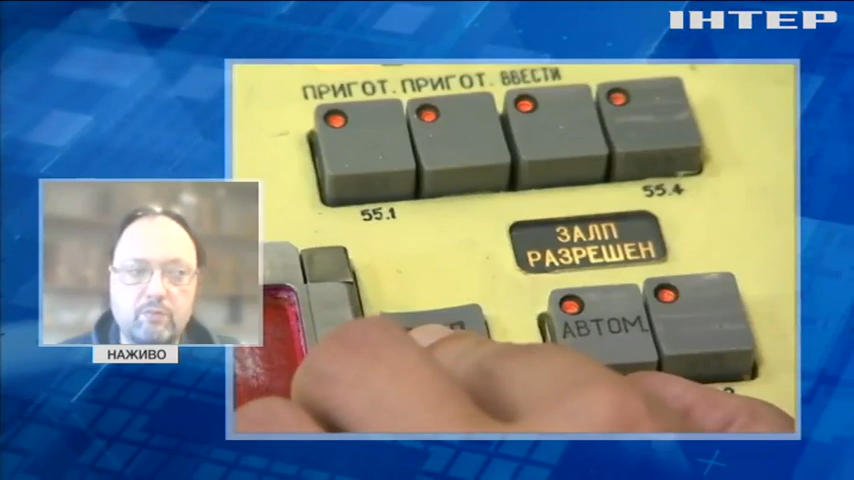 ІНТЕР
ПРИГОТ. ПРИГОТ. ВВЕСТИ
55.1
55.4
ЗАЛП
РАЗРЕШЕН
АВТОМ.
НАЖИВО